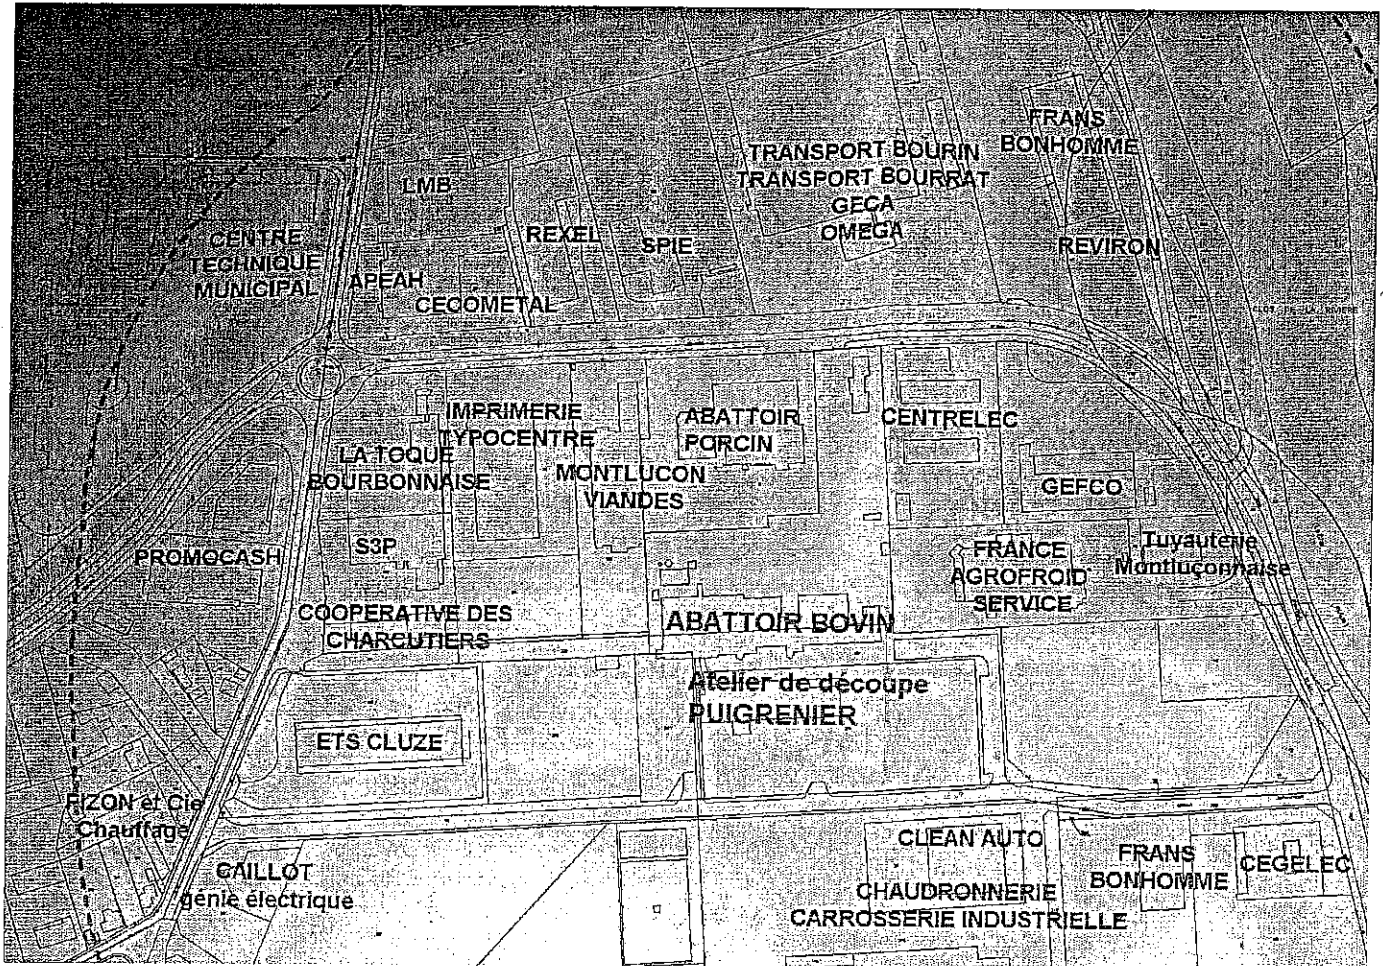 FRANS
BONHOMME
TRANSPORT BOURIN
TRANSPORT BOURRAT
GECA
OMEGA
LMB
REXEL
SPIE
REVIRON
CENTRE
TECHNIQUE
MUNICIPAL
APEAH
CECOMETAL
IMPRIMERIE
TYPOCENTRE
ABATTOIR
PORCIN
CENTRELEC
LA TOQUE
BOURBONNAISE
MONTLUCON
VIANDES
GEFCO
PROMOCASH
S3P
FRANCE
AGROFROID
SERVICE
Tuyauterie
Montluçonnaise
COOPERATIVE DES
CHARCUTIERS
ABATTOIR BOVIN
Atelier de découpe
PUIGRENIER
ETS CLUZE
FIZON et Cie
Chauffage
CAILLOT
génie électrique
CLEAN AUTO
CHAUDRONNERIE
CARROSSERIE INDUSTRIELLE
FRANS
BONHOMME
CEGELEC